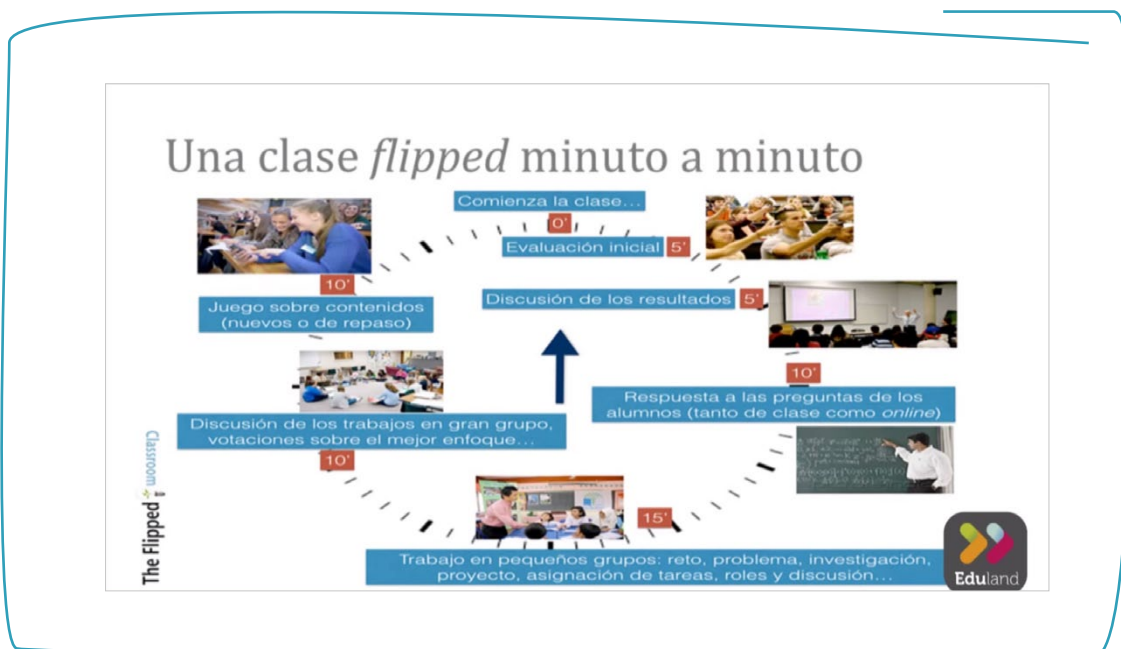 Una clase flipped minuto a minuto
Comienza la clase...
0'
Evaluación inicial
5'
Discusión de los resultados
5'
10'
Respuesta a las preguntas de los
alumnos (tanto de clase como online)
15'
Trabajo en pequeños grupos: reto, problema, investigación,
proyecto, asignación de tareas, roles y discusión...
Discusión de los trabajos en gran grupo,
votaciones sobre el mejor enfoque...
10'
10'
Juego sobre contenidos
(nuevos o de repaso)
The Flipped Classroom
Eduland